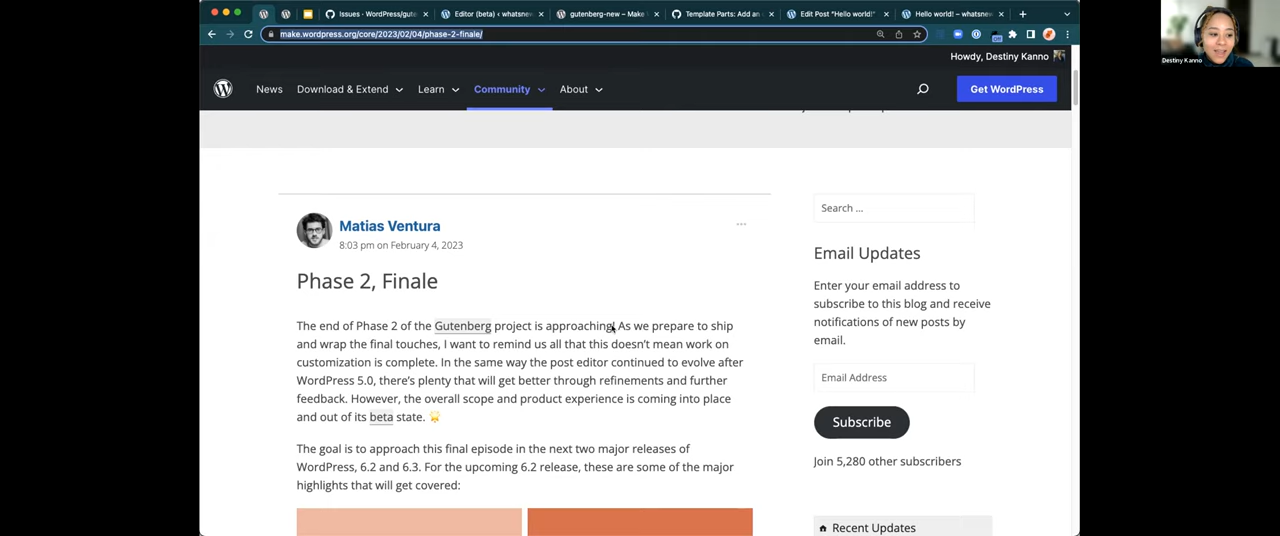 Issues · WordPress/gute
Editor (beta) ‹ whatsnew
gutenberg-new – Make W
Template Parts: Add an
Edit Post "Hello world!"
Hello world! – whatsnew
make.wordpress.org/core/2023/02/04/phase-2-finale/
Off
Destiny Kanno
Howdy, Destiny Kanno
News Download & Extend Learn Community About Get WordPress
Matias Ventura
8:03 pm on February 4, 2023
Phase 2, Finale
The end of Phase 2 of the Gutenberg project is approaching! As we prepare to ship
and wrap the final touches, I want to remind us all that this doesn't mean work on
customization is complete. In the same way the post editor continued to evolve after
WordPress 5.0, there's plenty that will get better through refinements and further
feedback. However, the overall scope and product experience is coming into place
and out of its beta state.
The goal is to approach this final episode in the next two major releases of
WordPress, 6.2 and 6.3. For the upcoming 6.2 release, these are some of the major
highlights that will get covered:
Search ...
Email Updates
Enter your email address to
subscribe to this blog and receive
notifications of new posts by
email.
Email Address
Subscribe
Join 5,280 other subscribers
Recent Updates